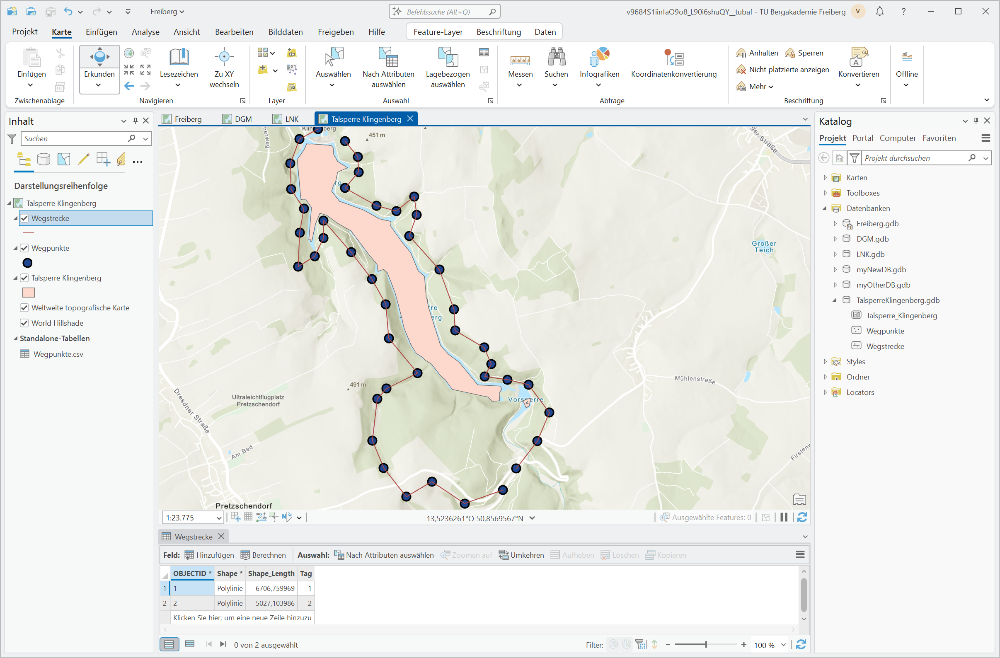 Freiberg
Befehlssuche (Alt+Q)
v9684S1iinfaO9o8_L90i6shuQY__tubaf - TU Bergakademie Freiberg
V
?
Projekt
Karte
Einfügen
Analyse
Ansicht
Bearbeiten
Bilddaten
Freigeben
Hilfe
Feature-Layer
Beschriftung
Daten
Einfügen
Zwischenablage
Erkunden
Lesezeichen
Zu XY
wechseln
Navigieren
XY
Layer
Auswählen
Nach Attributen
auswählen
Lagebezogen
auswählen
Auswahl
Messen
Suchen
Infografiken
Koordinatenkonvertierung
Abfrage
Anhalten
Sperren
Nicht platzierte anzeigen
Mehr
A
Konvertieren
Beschriftung
Offline
Inhalt
Suchen
...
Darstellungsreihenfolge
Talsperre Klingenberg
Wegstrecke
Wegpunkte
Talsperre Klingenberg
Weltweite topografische Karte
World Hillshade
Standalone-Tabellen
Wegpunkte.csv
Freiberg
DGM
LNK
Talsperre Klingenberg
nerweg
451 m
ger Straße
rg
Großer
Teich
rre
K
erg
491 m
Ultraleichtflugplatz
Pretzschendorf
Dresdner Straße
Vorsperre
Mühlenstraße
Am Bad
Firstenw
Pretzschendorf
1:23.775
N
13,5236261°O 50,8569567°N
Ausgewählte Features: 0
Wegstrecke
Feld:
Hinzufügen
Berechnen
Auswahl:
Nach Attributen auswählen
Zoomen auf
Umkehren
Aufheben
Löschen
Kopieren
OBJECTID * Shape * Shape_Length Tag
1 1 Polylinie 6706,759969 1
2 2 Polylinie 5027,103986 2
Klicken Sie hier, um eine neue Zeile hinzuzu
0 von 2 ausgewählt
Filter:
- + 100 %
Katalog
Projekt
Portal
Computer
Favoriten
Projekt durchsuchen
Karten
Toolboxes
Datenbanken
Freiberg.gdb
DGM.gdb
LNK.gdb
myNewDB.gdb
myOtherDB.gdb
TalsperreKlingenberg.gdb
Talsperre_Klingenberg
Wegpunkte
Wegstrecke
Styles
Ordner
Locators